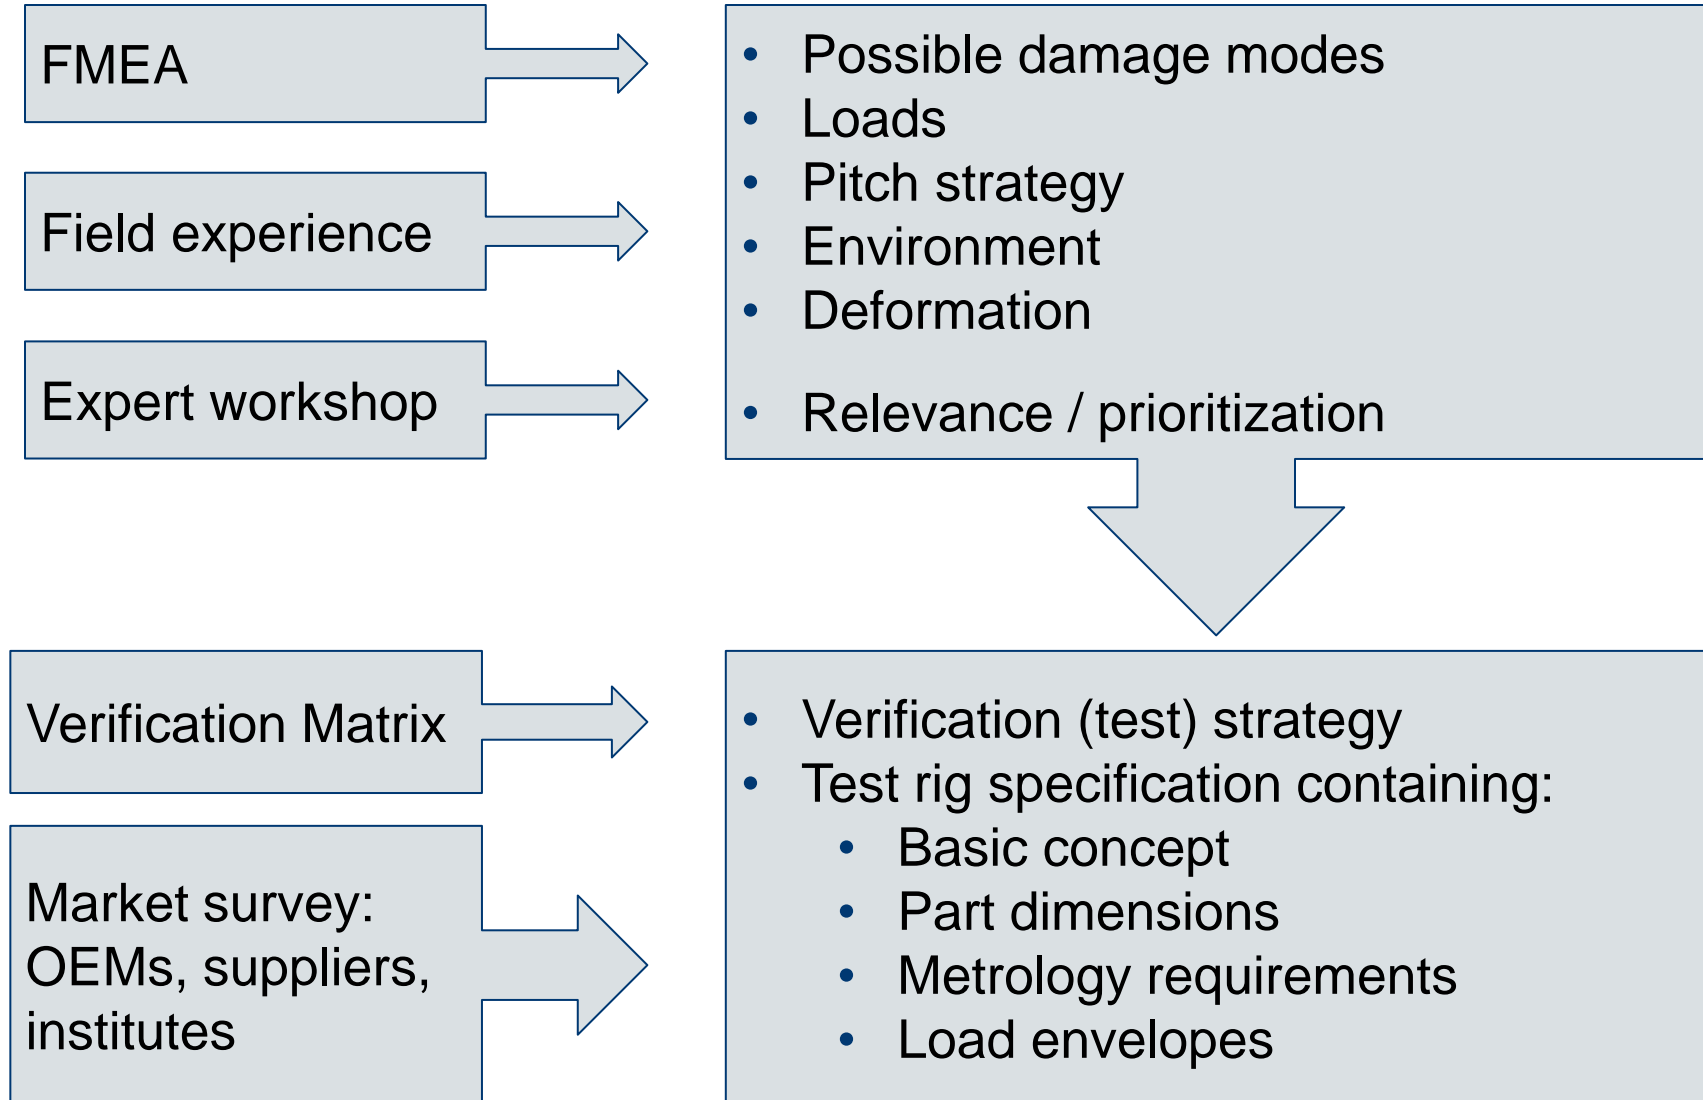 FMEA
Field experience
Expert workshop
• Possible damage modes
• Loads
• Pitch strategy
• Environment
• Deformation
• Relevance / prioritization
Verification Matrix
Market survey:
OEMs, suppliers,
institutes
• Verification (test) strategy
• Test rig specification containing:
• Basic concept
• Part dimensions
• Metrology requirements
• Load envelopes